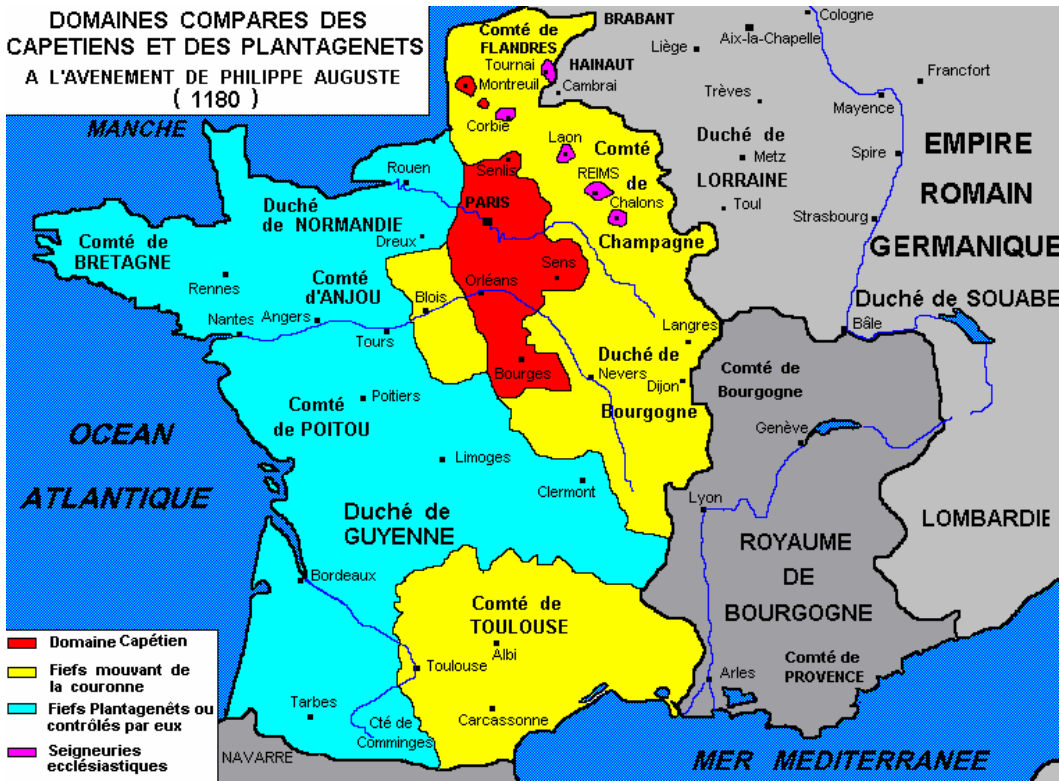 DOMAINES COMPARES DES
CAPETIENS ET DES PLANTAGENETS
A L'AVENEMENT DE PHILIPPE AUGUSTE
( 1180 )
MANCHE
OCEAN
ATLANTIQUE
MER MEDITERRANEE
Comté de
FLANDRES
Tournai
Montreuil
Corbie
BRABANT
HAINAUT
Cambrai
Liège
Cologne
Aix-la-Chapelle
Francfort
Trèves
Mayence
Duché de
LORRAINE
Metz
Toul
Spire
Strasbourg
EMPIRE
ROMAIN
GERMANIQUE
Duché de SOUABE
Bâle
Laon
REIMS
Chalons
Comté
de
Champagne
Senlis
PARIS
Sens
Orléans
Bourges
Rouen
Duché
de NORMANDIE
Dreux
Comté de
BRETAGNE
Rennes
Nantes
Comté
d'ANJOU
Angers
Tours
Blois
Langres
Duché de
Bourgogne
Nevers
Dijon
Comté de
Bourgogne
Genève
Comté
de POITOU
Poitiers
Limoges
Clermont
Lyon
LOMBARDIE
Duché de
GUYENNE
ROYAUME
DE
BOURGOGNE
Bordeaux
Comté de
TOULOUSE
Albi
Toulouse
Carcassonne
Arles
Comté de
PROVENCE
Tarbes
Cté de
Comminges
NAVARRE
Domaine Capétien
Fiefs mouvant de
la couronne
Fiefs Plantagenêts ou
contrôlés par eux
Seigneuries
ecclésiastiques